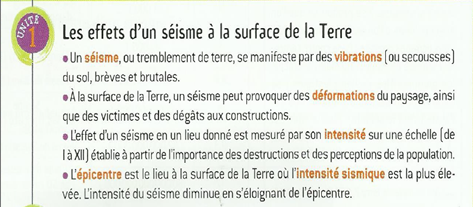 UNITÉ
1
Les effets d'un séisme à la surface de la Terre
• Un séisme, ou tremblement de terre, se manifeste par des vibrations (ou secousses)
du sol, brèves et brutales.
• À la surface de la Terre, un séisme peut provoquer des déformations du paysage, ainsi
que des victimes et des dégâts aux constructions.
• L'effet d'un séisme en un lieu donné est mesuré par son intensité sur une échelle (de
I à XII) établie à partir de l'importance des destructions et des perceptions de la population.
• L'épicentre est le lieu à la surface de la Terre où l'intensité sismique est la plus éle-
vée. L'intensité du séisme diminue en s'éloignant de l'épicentre.